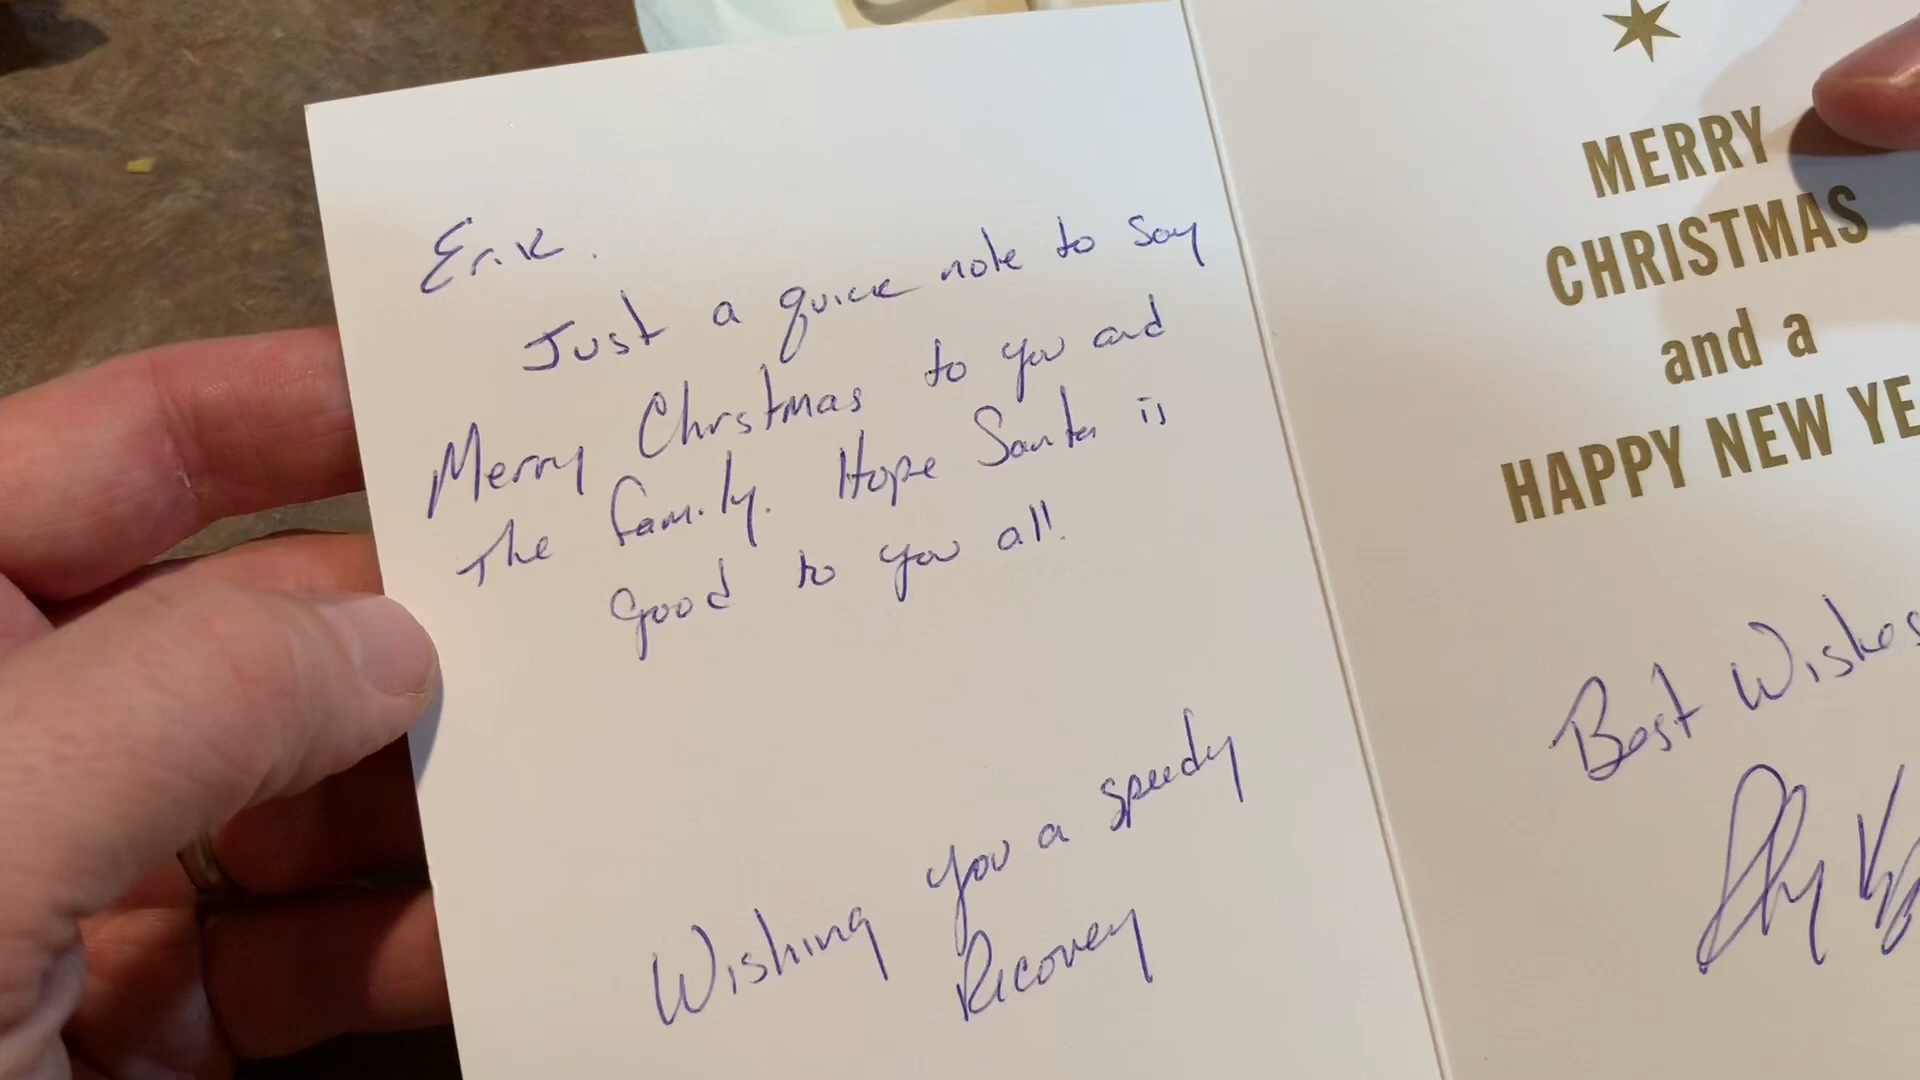 Erik.
Just a quick note to say
Merry Christmas to you and
the family. Hope Santa is
good to you all!
Wishing you a speedy
Recovery
MERRY
CHRISTMAS
and a
HAPPY NEW YE
Best Wishes